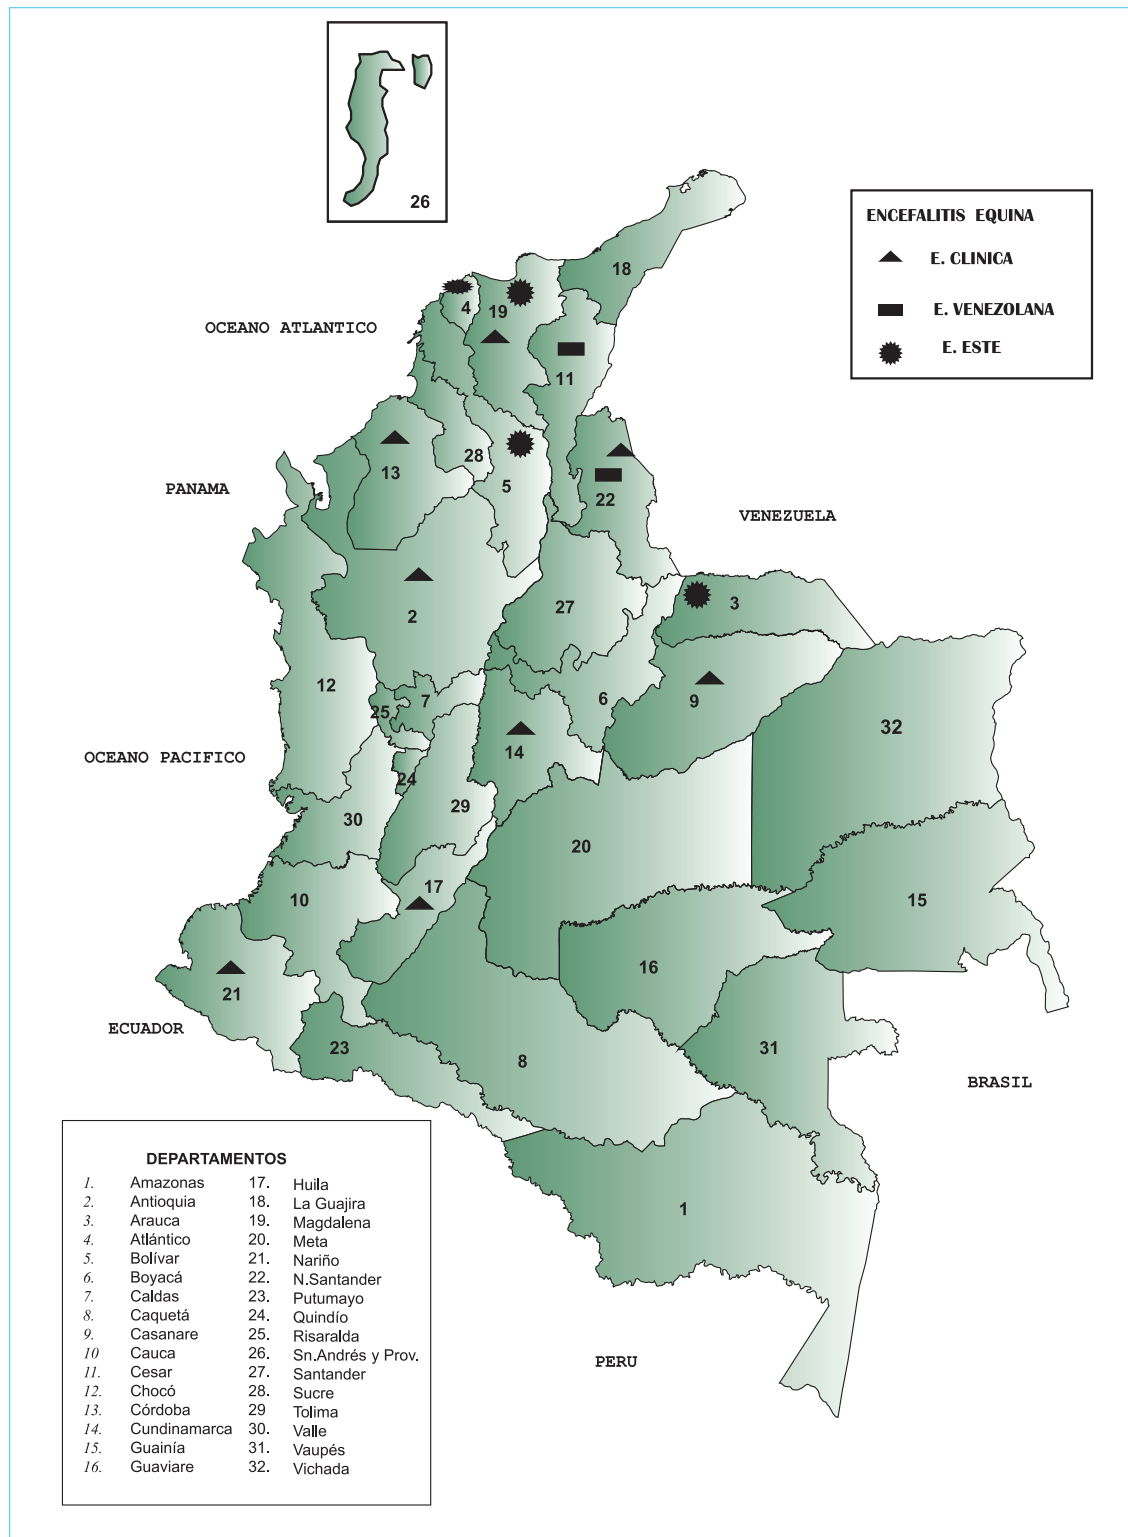 26
ENCEFALITIS EQUINA
E. CLINICA
E. VENEZOLANA
E. ESTE
18
4
19
OCEANO ATLANTICO
11
13
28
5
22
PANAMA
VENEZUELA
2
27
3
12
25
7
6
9
32
OCEANO PACIFICO
14
24
29
30
20
17
10
15
16
21
ECUADOR
23
8
31
BRASIL
1
PERU
DEPARTAMENTOS
1. Amazonas 17. Huila
2. Antioquia 18. La Guajira
3. Arauca 19. Magdalena
4. Atlántico 20. Meta
5. Bolívar 21. Nariño
6. Boyacá 22. N.Santander
7. Caldas 23. Putumayo
8. Caquetá 24. Quindío
9. Casanare 25. Risaralda
10 Cauca 26. Sn.Andrés y Prov.
11. Cesar 27. Santander
12. Chocó 28. Sucre
13. Córdoba 29 Tolima
14. Cundinamarca 30. Valle
15. Guainía 31. Vaupés
16. Guaviare 32. Vichada